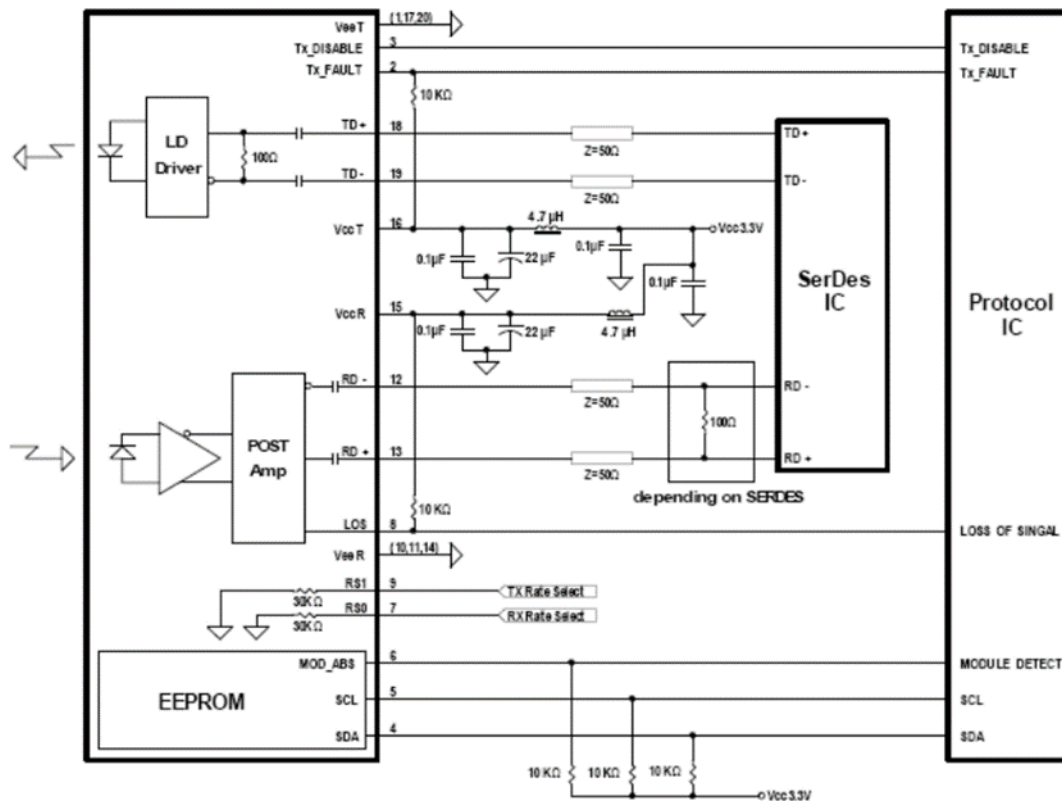 VeeT (1,17,20)
Tx_DISABLE 3 Tx_DISABLE
Tx_FAULT 2 Tx_FAULT
10 KΩ
LD Driver
100Ω
TD+ 18 Z=50Ω TD+
TD- 19 Z=50Ω TD-
VccT 16 4.7 µH Vcc3.3V
0.1µF 22 µF 0.1µF 0.1µF
SerDes IC
Protocol IC
VccR 15
0.1µF 22 µF 4.7 µH
RD - 12 Z=50Ω RD -
100Ω
POST Amp
RD + 13 Z=50Ω RD +
depending on SERDES
10 KΩ
LOS 8 LOSS OF SINGAL
VeeR (10,11,14)
RS1 9 TX Rate Select
30KΩ
RS0 7 RX Rate Select
30KΩ
MOD_ABS 6 MODULE DETECT
EEPROM
SCL 5 SCL
SDA 4 SDA
10 KΩ 10 KΩ 10 KΩ
Vcc3.3V